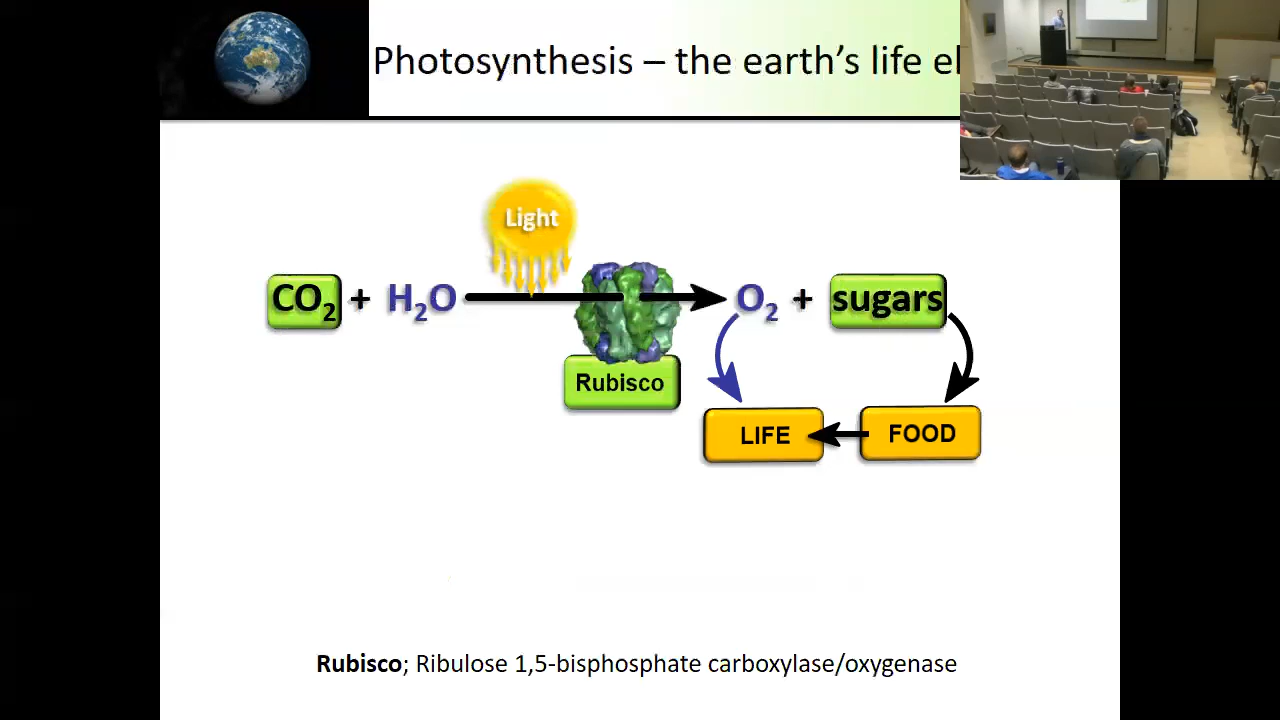 Photosynthesis – the earth's life
Light
CO₂ + H₂O O₂ + sugars
Rubisco
LIFE FOOD
Rubisco; Ribulose 1,5-bisphosphate carboxylase/oxygenase